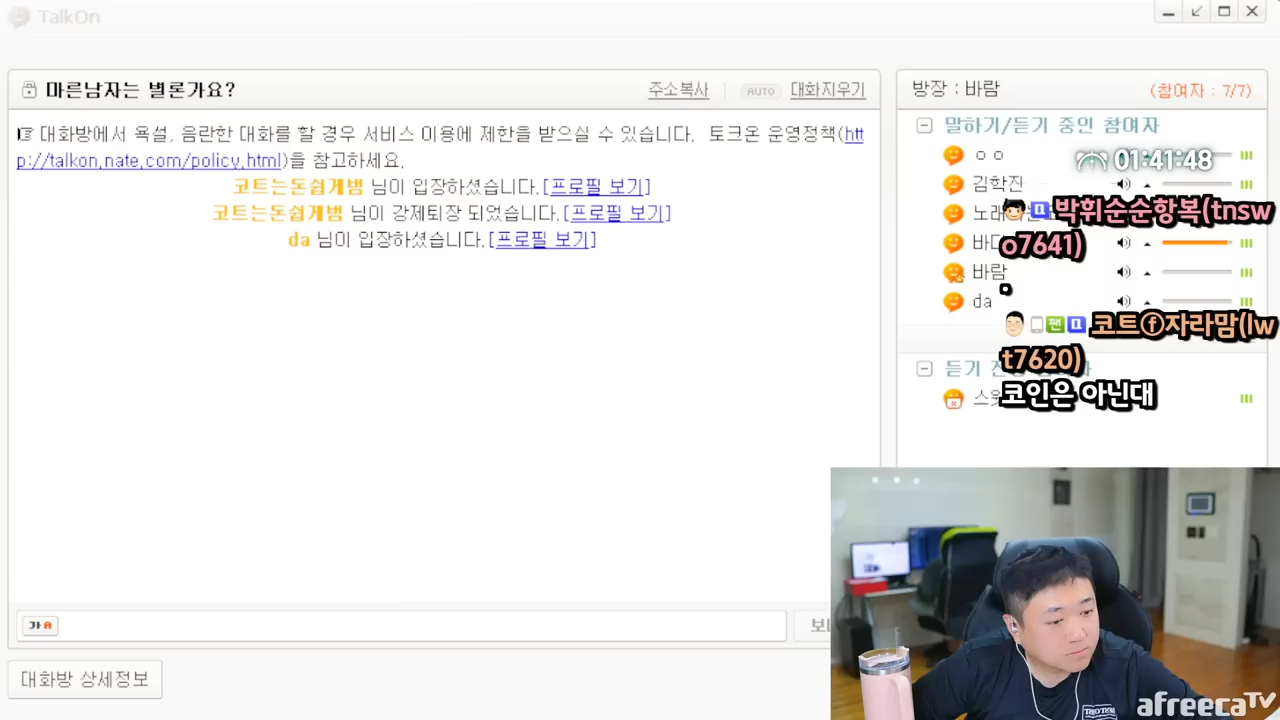 TalkOn
마른남자는 별론가요?
주소복사
AUTO
대화지우기
☞ 대화방에서 욕설, 음란한 대화를 할 경우 서비스 이용에 제한을 받으실 수 있습니다. 토크온 운영정책(htt
p://talkon.nate.com/policy.html)을 참고하세요.
코트는돈쉽게범 님이 입장하셨습니다.[프로필 보기]
코트는돈쉽게범 님이 강제퇴장 되었습니다.[프로필 보기]
da 님이 입장하셨습니다.[프로필 보기]
가A
대화방 상세정보
방장 : 바람
(참여자 : 7/7)
말하기/듣기 중인 참여자
ㅇㅇ
01:41:48
김학진
노래
박휘순순항복(tnsw
o7641)
ㅁ
바람
da
코트ⓕ자라맘(lw
t7620)
코인은 아닌대
듣기
afreecaTV